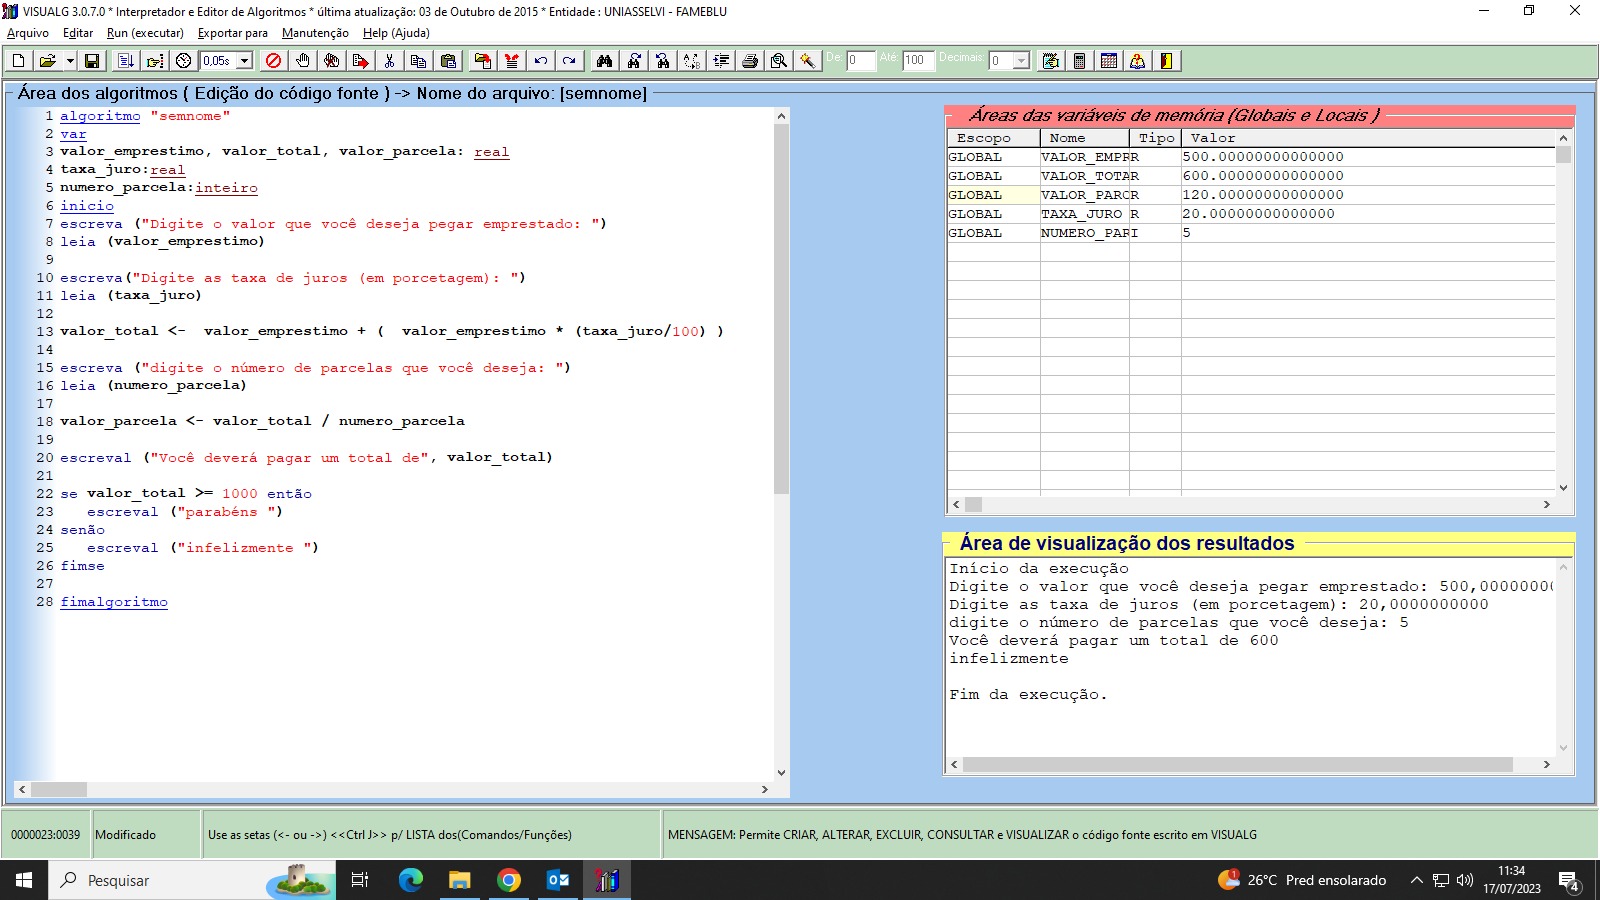 VISUALG 3.0.7.0 * Interpretador e Editor de Algoritmos * última atualização: 03 de Outubro de 2015 * Entidade : UNIASSELVI - FAMEBLU
Arquivo Editar Run (executar) Exportar para Manutenção Help (Ajuda)
0,05s De: 0 Até: 100 Decimais: 0
Área dos algoritmos ( Edição do código fonte ) -> Nome do arquivo: [semnome]
1 algoritmo "semnome"
2 var
3 valor_emprestimo, valor_total, valor_parcela: real
4 taxa_juro:real
5 numero_parcela:inteiro
6 inicio
7 escreva ("Digite o valor que você deseja pegar emprestado: ")
8 leia (valor_emprestimo)
9
10 escreva("Digite as taxa de juros (em porcetagem): ")
11 leia (taxa_juro)
12
13 valor_total <-  valor_emprestimo + (  valor_emprestimo * (taxa_juro/100) )
14
15 escreva ("digite o número de parcelas que você deseja: ")
16 leia (numero_parcela)
17
18 valor_parcela <- valor_total / numero_parcela
19
20 escreval ("Você deverá pagar um total de", valor_total)
21
22 se valor_total >= 1000 então
23    escreval ("parabéns ")
24 senão
25    escreval ("infelizmente ")
26 fimse
27
28 fimalgoritmo
Áreas das variáveis de memória (Globais e Locais )
Escopo Nome Tipo Valor
GLOBAL VALOR_EMPR R 500.00000000000000
GLOBAL VALOR_TOTA R 600.00000000000000
GLOBAL VALOR_PARC R 120.00000000000000
GLOBAL TAXA_JURO R 20.00000000000000
GLOBAL NUMERO_PAR I 5
Área de visualização dos resultados
Início da execução
Digite o valor que você deseja pegar emprestado: 500,00000000
Digite as taxa de juros (em porcetagem): 20,0000000000
digite o número de parcelas que você deseja: 5
Você deverá pagar um total de 600
infelizmente
Fim da execução.
0000023:0039 Modificado Use as setas (<- ou ->) <<Ctrl J>> p/ LISTA dos(Comandos/Funções) MENSAGEM: Permite CRIAR, ALTERAR, EXCLUIR, CONSULTAR e VISUALIZAR o código fonte escrito em VISUALG
Pesquisar
1 26°C Pred ensolarado
11:34
17/07/2023
4